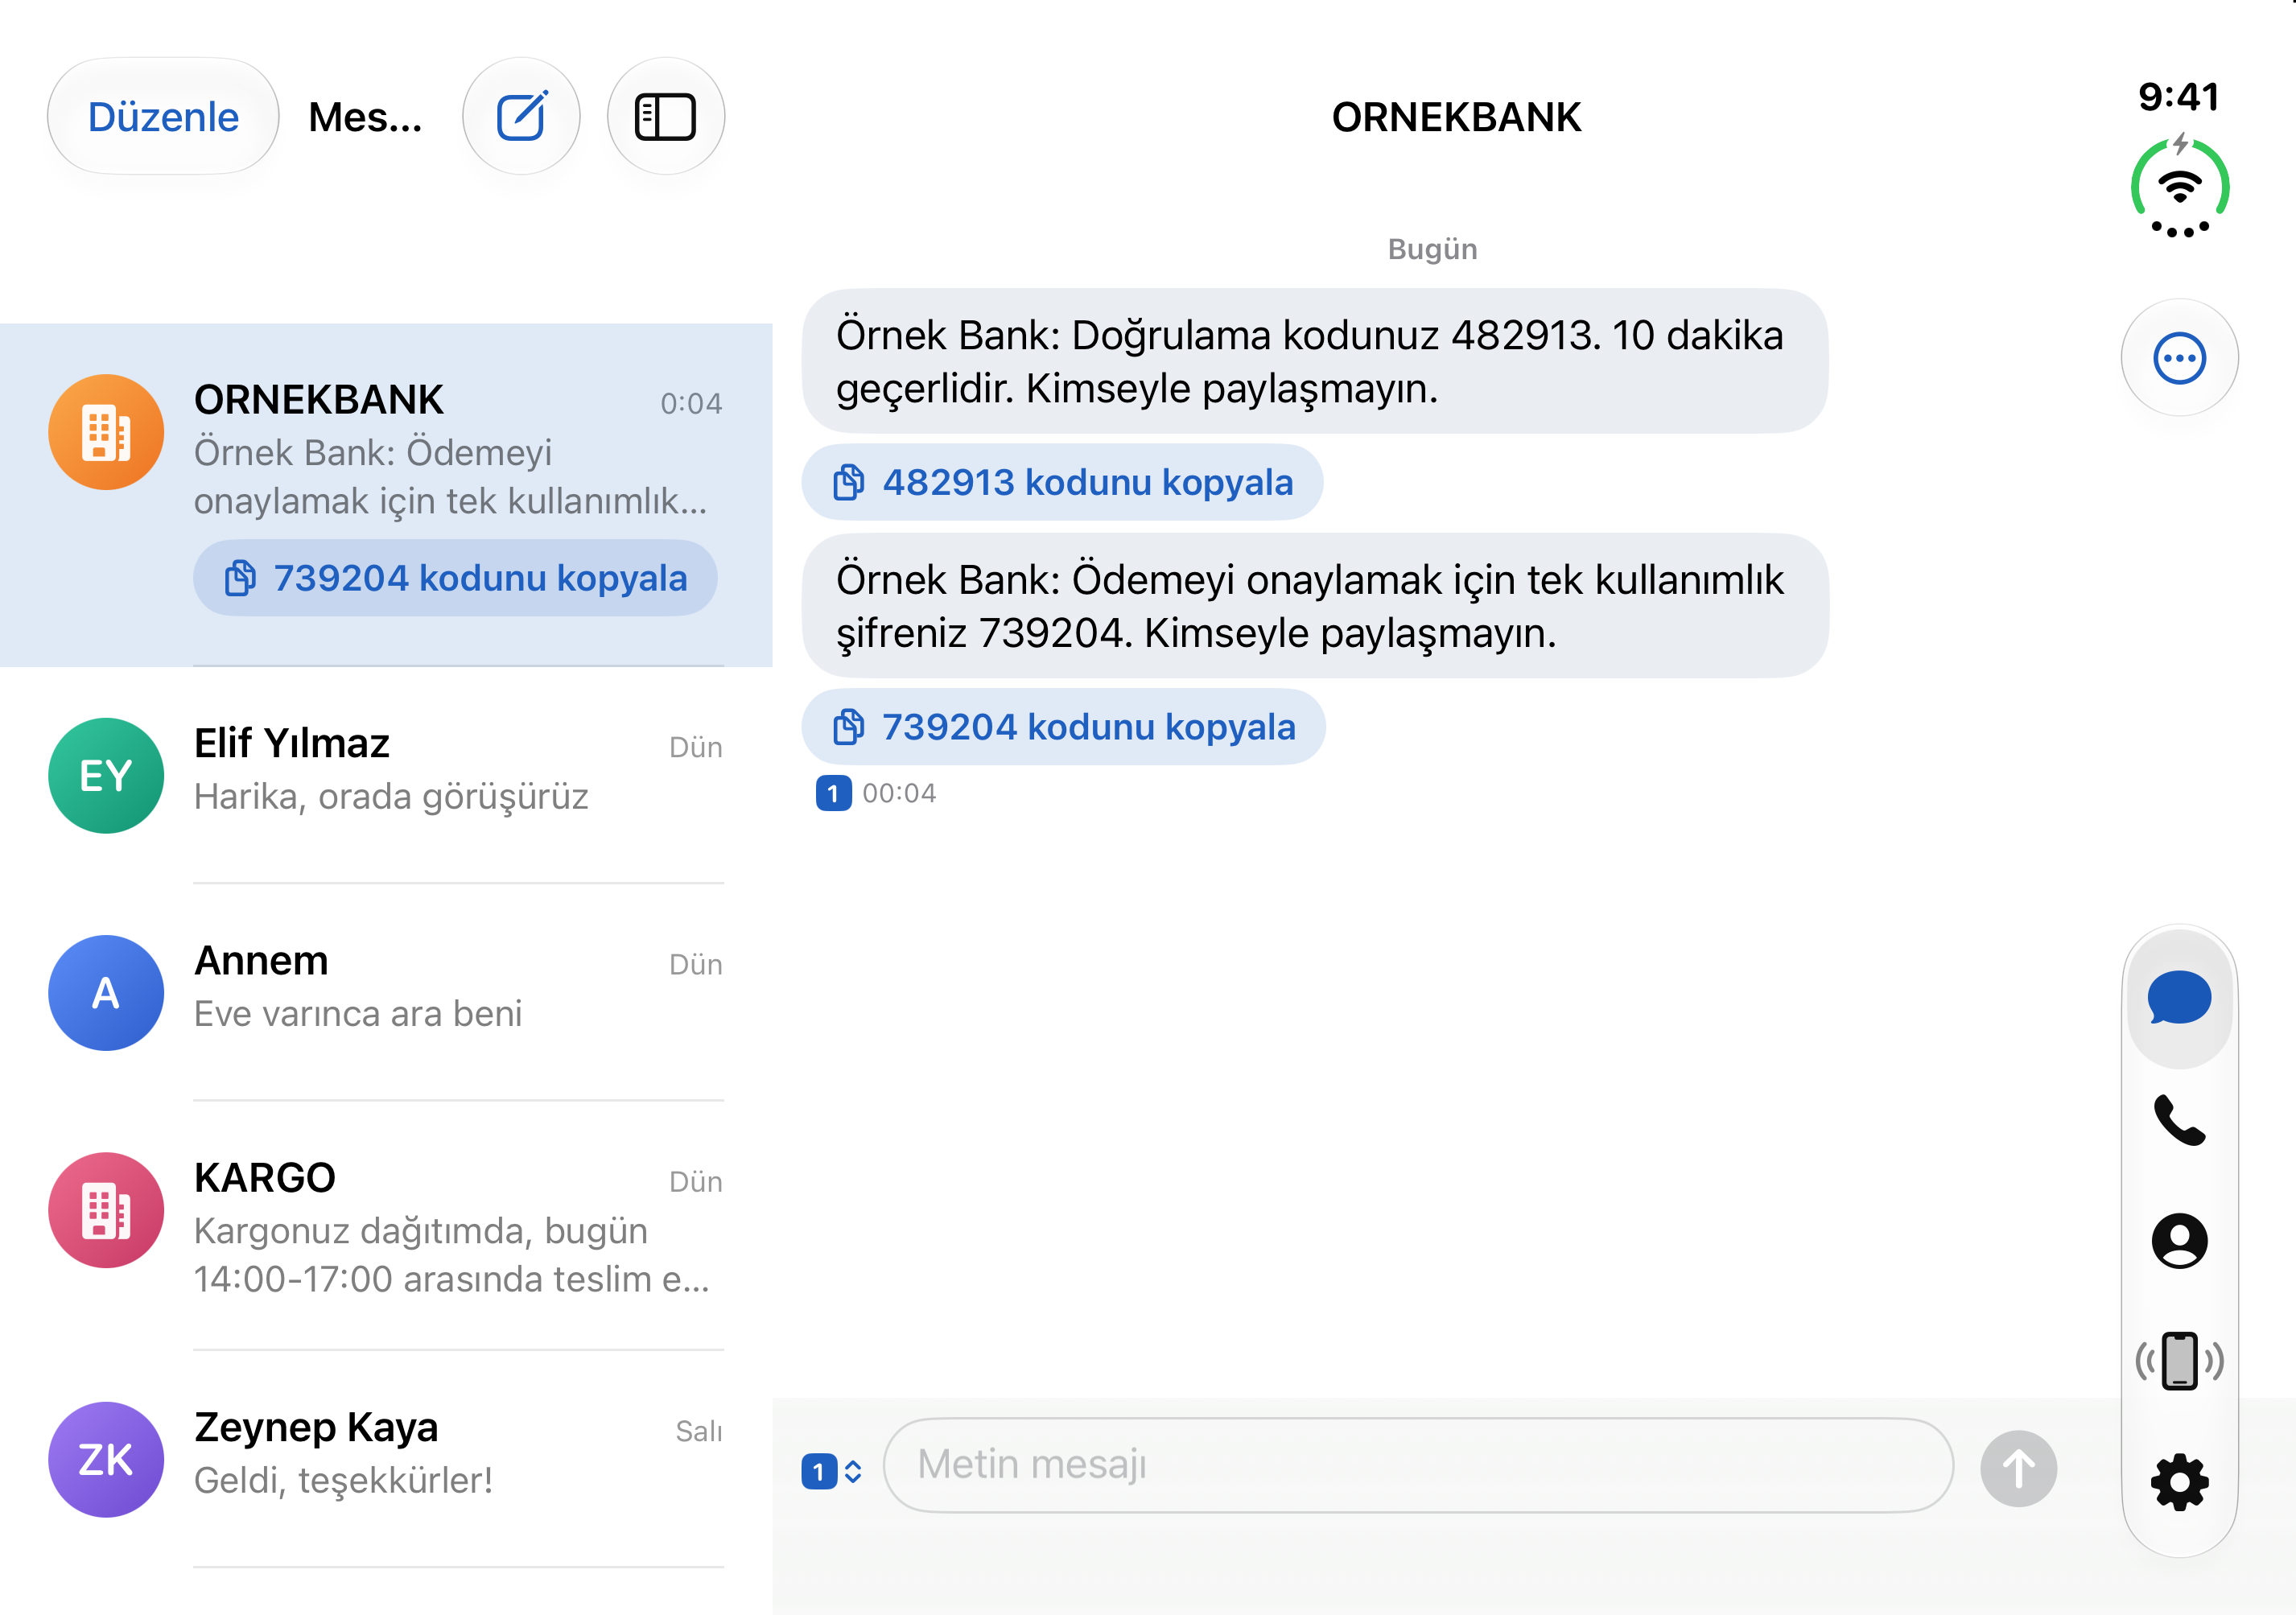 Düzenle
Mes...
ORNEKBANK
0:04
Örnek Bank: Ödemeyi
onaylamak için tek kullanımlık...
739204 kodunu kopyala
EY
Elif Yılmaz
Dün
Harika, orada görüşürüz
A
Annem
Dün
Eve varınca ara beni
KARGO
Dün
Kargonuz dağıtımda, bugün
14:00-17:00 arasında teslim e...
ZK
Zeynep Kaya
Salı
Geldi, teşekkürler!
ORNEKBANK
Bugün
Örnek Bank: Doğrulama kodunuz 482913. 10 dakika
geçerlidir. Kimseyle paylaşmayın.
482913 kodunu kopyala
Örnek Bank: Ödemeyi onaylamak için tek kullanımlık
şifreniz 739204. Kimseyle paylaşmayın.
739204 kodunu kopyala
1 00:04
1
Metin mesajı
9:41